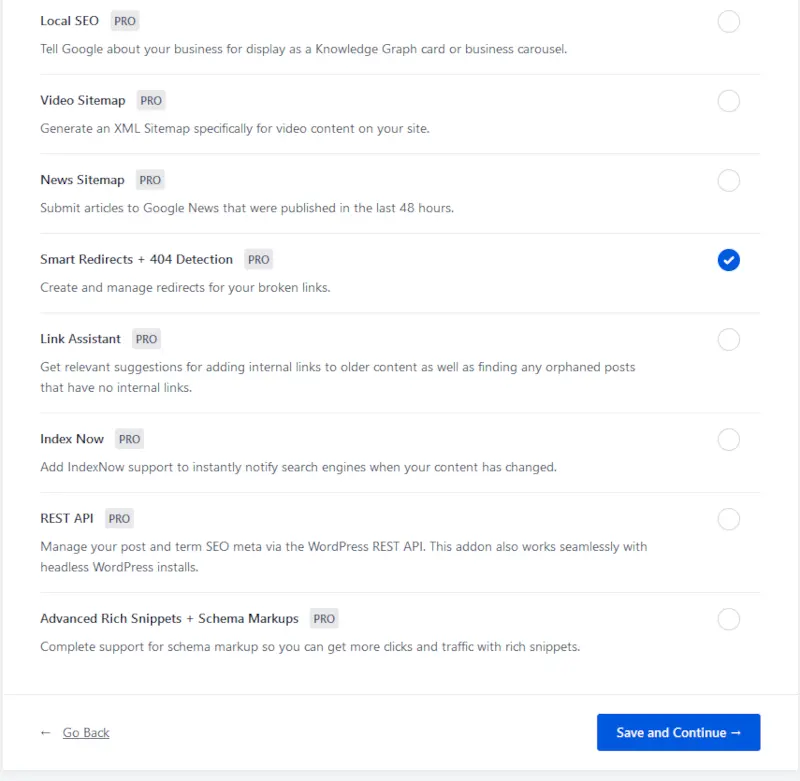 Local SEO PRO
Tell Google about your business for display as a Knowledge Graph card or business carousel.
Video Sitemap PRO
Generate an XML Sitemap specifically for video content on your site.
News Sitemap PRO
Submit articles to Google News that were published in the last 48 hours.
Smart Redirects + 404 Detection PRO
Create and manage redirects for your broken links.
Link Assistant PRO
Get relevant suggestions for adding internal links to older content as well as finding any orphaned posts
that have no internal links.
Index Now PRO
Add IndexNow support to instantly notify search engines when your content has changed.
REST API PRO
Manage your post and term SEO meta via the WordPress REST API. This addon also works seamlessly with
headless WordPress installs.
Advanced Rich Snippets + Schema Markups PRO
Complete support for schema markup so you can get more clicks and traffic with rich snippets.
← Go Back
Save and Continue →